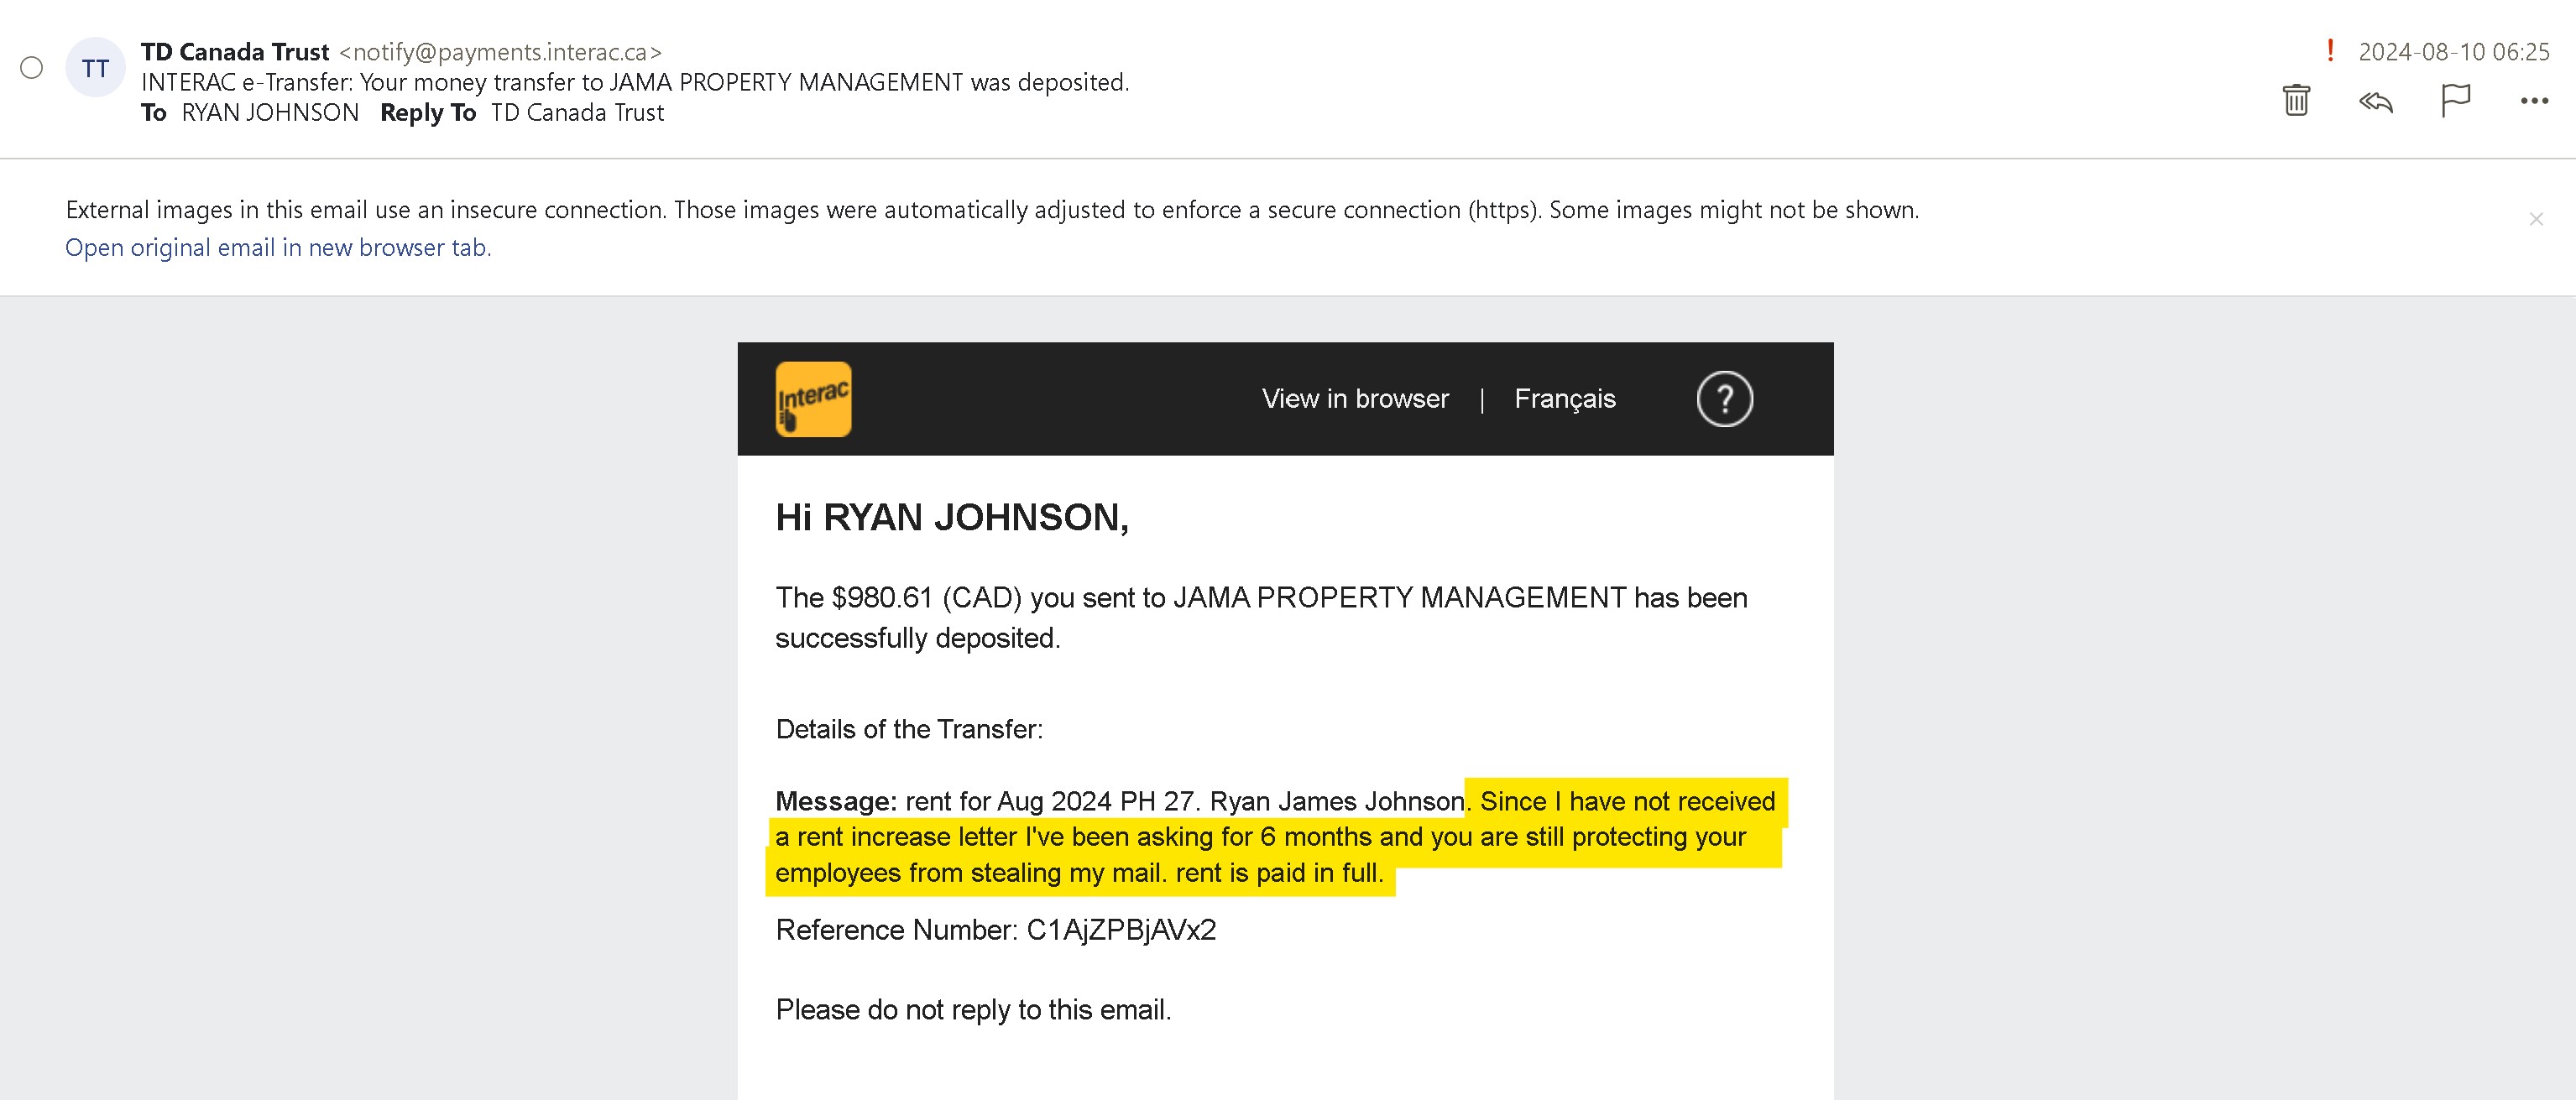 TT
TD Canada Trust <notify@payments.interac.ca>
! 2024-08-10 06:25
INTERAC e-Transfer: Your money transfer to JAMA PROPERTY MANAGEMENT was deposited.
To RYAN JOHNSON Reply To TD Canada Trust
External images in this email use an insecure connection. Those images were automatically adjusted to enforce a secure connection (https). Some images might not be shown.
Open original email in new browser tab.
Interac
View in browser | Français ?
Hi RYAN JOHNSON,
The $980.61 (CAD) you sent to JAMA PROPERTY MANAGEMENT has been
successfully deposited.
Details of the Transfer:
Message: rent for Aug 2024 PH 27. Ryan James Johnson. Since I have not received
a rent increase letter I've been asking for 6 months and you are still protecting your
employees from stealing my mail. rent is paid in full.
Reference Number: C1AjZPBjAVx2
Please do not reply to this email.